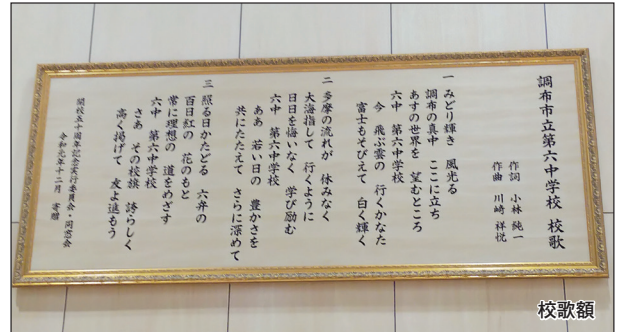 調布市立第六中学校 校歌
作詞 小林 純一
作曲 川崎 祥悦
一 みどり輝き 風光る
調布の真中 ここに立ち
あすの世界を 望むところ
六中 第六中学校
今 飛ぶ雲の 行くかなた
富士もそびえて 白く輝く
二 多摩の流れが 休みなく
大海指して 行くように
日日を悔いなく 学び励む
六中 第六中学校
ああ 若い日の 豊かさを
共にたたえて さらに深めて
三 照る日かたどる 六弁の
百日紅の 花のもと
常に理想の 道をめざす
六中 第六中学校
さあ その校旗 誇らしく
高く掲げて 友よ進もう
開校五十周年記念実行委員会・同窓会
令和元年十二月 寄贈
校歌額